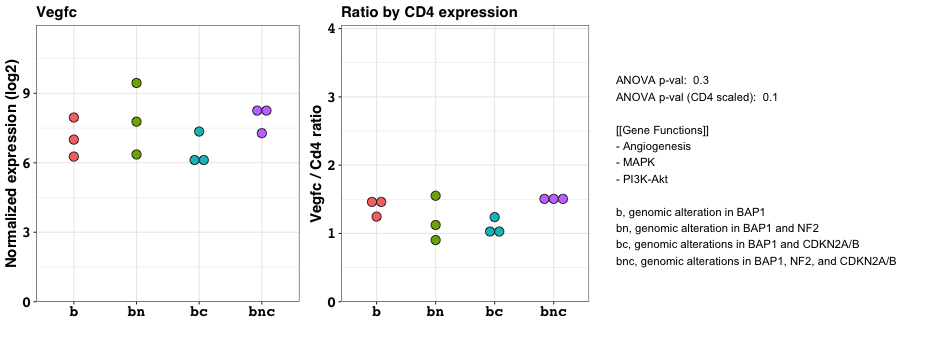 Vegfc
Normalized expression (log2)
9
6
3
0
b bn bc bnc
Ratio by CD4 expression
Vegfc / Cd4 ratio
4
3
2
1
0
b bn bc bnc
ANOVA p-val: 0.3
ANOVA p-val (CD4 scaled): 0.1
[[Gene Functions]]
- Angiogenesis
- MAPK
- PI3K-Akt
b, genomic alteration in BAP1
bn, genomic alteration in BAP1 and NF2
bc, genomic alterations in BAP1 and CDKN2A/B
bnc, genomic alterations in BAP1, NF2, and CDKN2A/B